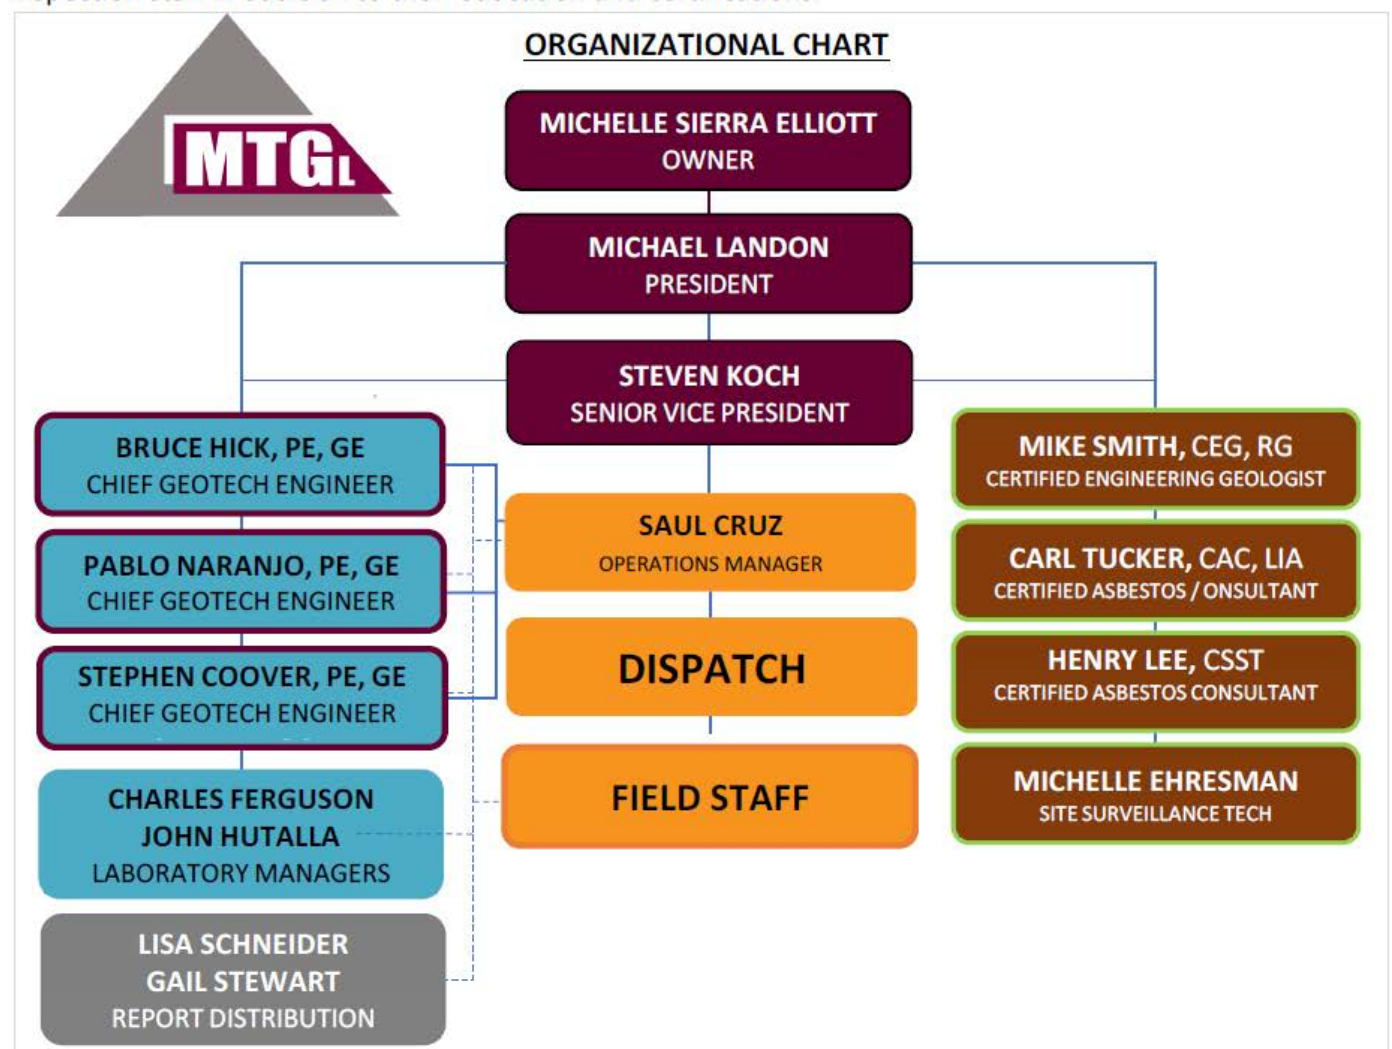 ORGANIZATIONAL CHART
MTGL
MICHELLE SIERRA ELLIOTT
OWNER
MICHAEL LANDON
PRESIDENT
STEVEN KOCH
SENIOR VICE PRESIDENT
BRUCE HICK, PE, GE
CHIEF GEOTECH ENGINEER
PABLO NARANJO, PE, GE
CHIEF GEOTECH ENGINEER
STEPHEN COOVER, PE, GE
CHIEF GEOTECH ENGINEER
CHARLES FERGUSON
JOHN HUTALLA
LABORATORY MANAGERS
LISA SCHNEIDER
GAIL STEWART
REPORT DISTRIBUTION
SAUL CRUZ
OPERATIONS MANAGER
DISPATCH
FIELD STAFF
MIKE SMITH, CEG, RG
CERTIFIED ENGINEERING GEOLOGIST
CARL TUCKER, CAC, LIA
CERTIFIED ASBESTOS / ONSULTANT
HENRY LEE, CSST
CERTIFIED ASBESTOS CONSULTANT
MICHELLE EHRESMAN
SITE SURVEILLANCE TECH